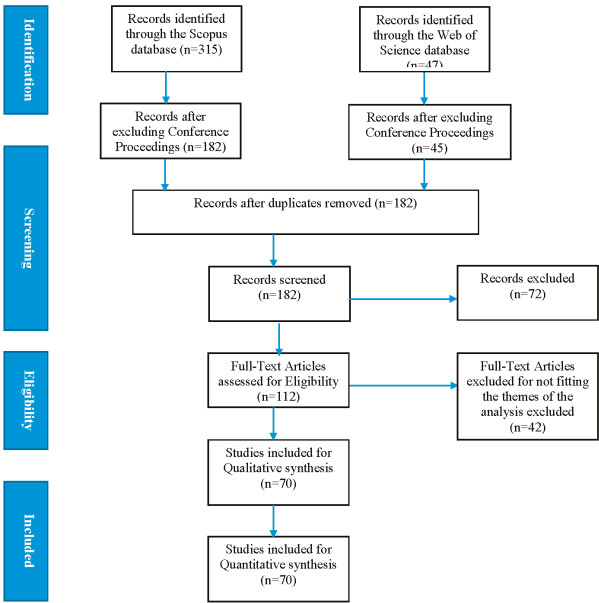 Identification
Records identified
through the Scopus
database (n=315)
Records identified
through the Web of
Science database
(n=47)
Records after
excluding Conference
Proceedings (n=182)
Records after excluding
Conference Proceedings
(n=45)
Screening
Records after duplicates removed (n=182)
Records screened
(n=182)
Records excluded
(n=72)
Eligibility
Full-Text Articles
assessed for Eligibility
(n=112)
Full-Text Articles
excluded for not fitting
the themes of the
analysis excluded
(n=42)
Studies included for
Qualitative synthesis
(n=70)
Included
Studies included for
Quantitative synthesis
(n=70)